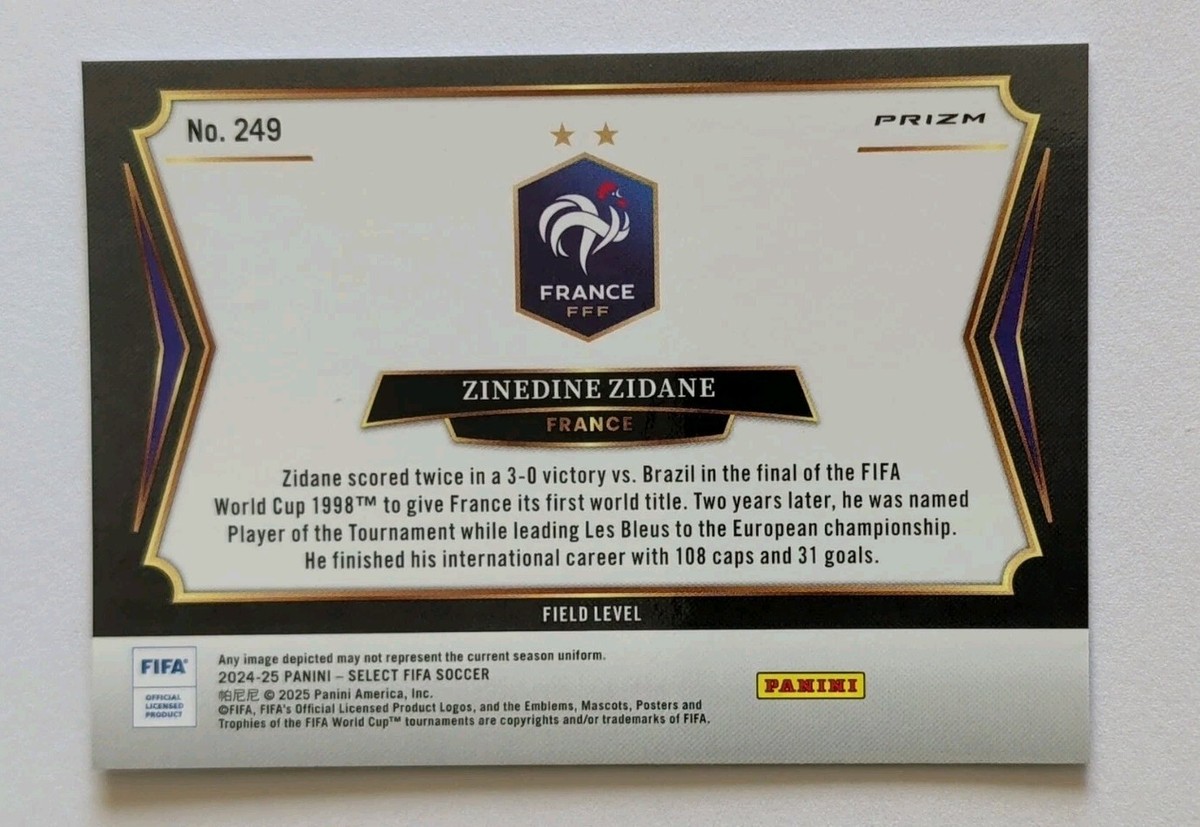 No. 249
PRIZM
FRANCE
FFF
ZINEDINE ZIDANE
FRANCE
Zidane scored twice in a 3-0 victory vs. Brazil in the final of the FIFA
World Cup 1998™ to give France its first world title. Two years later, he was named
Player of the Tournament while leading Les Bleus to the European championship.
He finished his international career with 108 caps and 31 goals.
FIELD LEVEL
FIFA®
OFFICIAL
LICENSED
PRODUCT
Any image depicted may not represent the current season uniform.
2024-25 PANINI – SELECT FIFA SOCCER
帕尼尼 © 2025 Panini America, Inc.
©FIFA, FIFA's Official Licensed Product Logos, and the Emblems, Mascots, Posters and
Trophies of the FIFA World Cup™ tournaments are copyrights and/or trademarks of FIFA.
PANINI